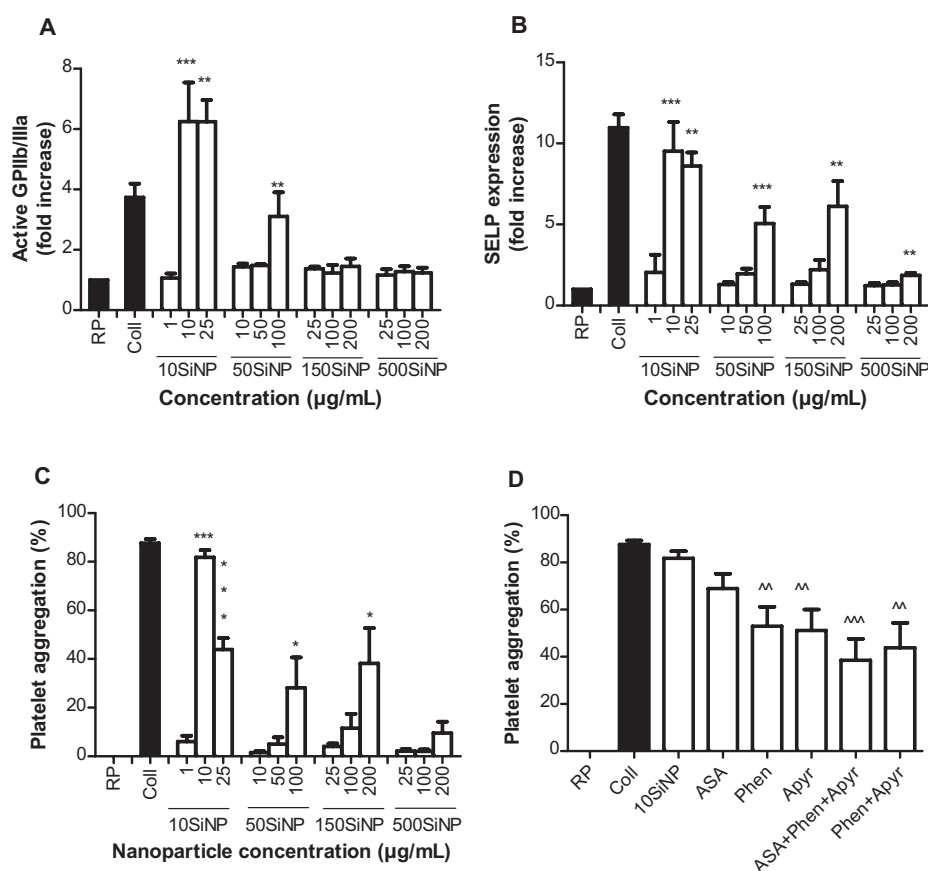 A
Active GPIIb/IIIa
(fold increase)
8
6
4
2
0
***
**
**
RP
Coll
1
10
25
10
50
100
25
100
200
25
100
200
10SiNP
50SiNP
150SiNP
500SiNP
Concentration (µg/mL)
B
SELP expression
(fold increase)
15
10
5
0
***
**
***
**
**
RP
Coll
1
10
25
10
50
100
25
100
200
25
100
200
10SiNP
50SiNP
150SiNP
500SiNP
Concentration (µg/mL)
C
Platelet aggregation (%)
100
80
60
40
20
0
***
***
*
*
RP
Coll
1
10
25
10
50
100
25
100
200
25
100
200
10SiNP
50SiNP
150SiNP
500SiNP
Nanoparticle concentration (µg/mL)
D
Platelet aggregation (%)
100
80
60
40
20
0
^^
^^
^^^
^^
RP
Coll
10SiNP
ASA
Phen
Apyr
ASA+Phen+Apyr
Phen+Apyr